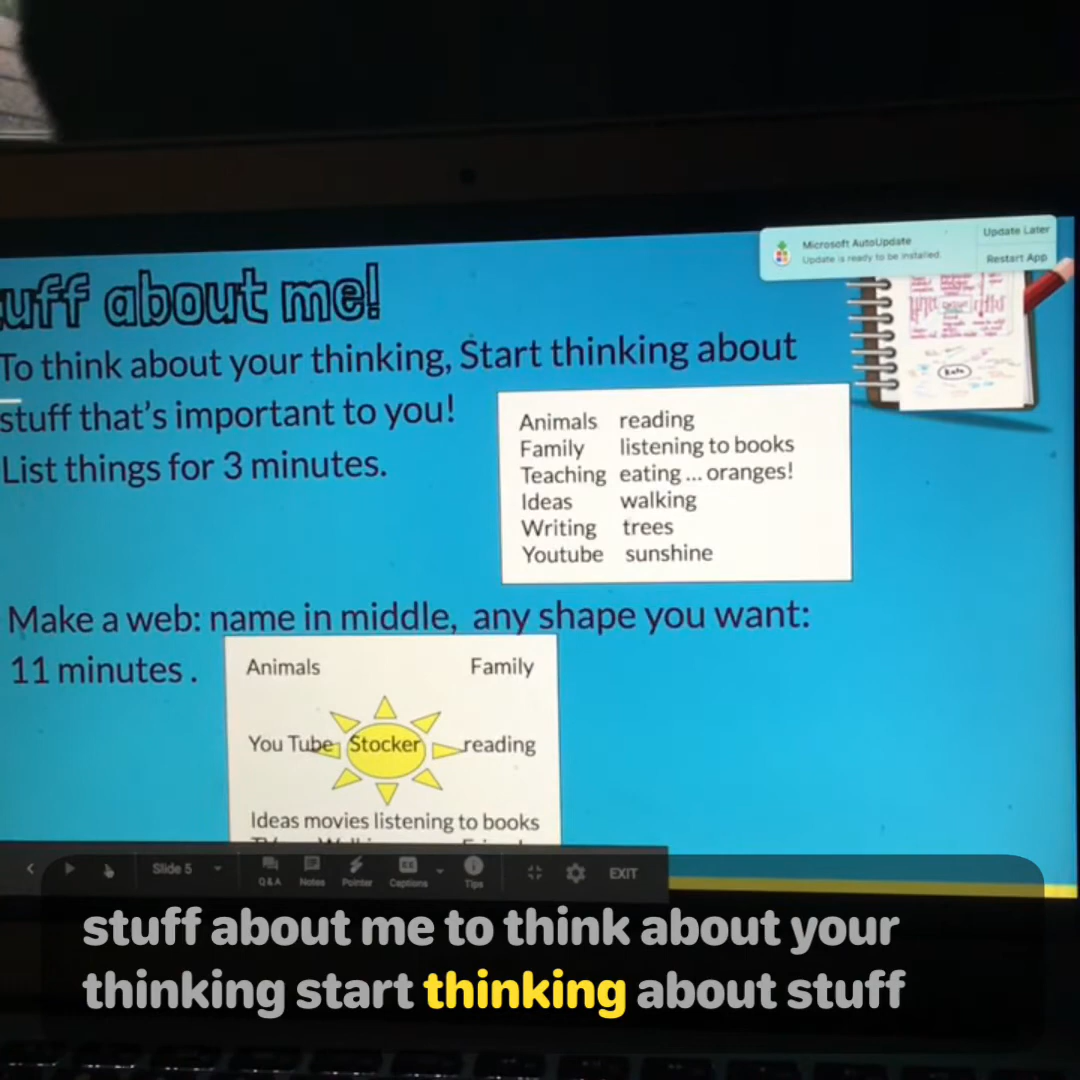 uff about me!
To think about your thinking, Start thinking about
stuff that's important to you!
List things for 3 minutes.
Microsoft AutoUpdate
Update is ready to be installed.
Update Later
Restart App
Animals reading
Family listening to books
Teaching eating ... oranges!
Ideas walking
Writing trees
Youtube sunshine
Make a web: name in middle, any shape you want:
11 minutes .
Animals Family
You Tube Stocker reading
Ideas movies listening to books
Slide 5
Q&A
Notes
Pointer
Captions
Tips
EXIT
stuff about me to think about your
thinking start thinking about stuff